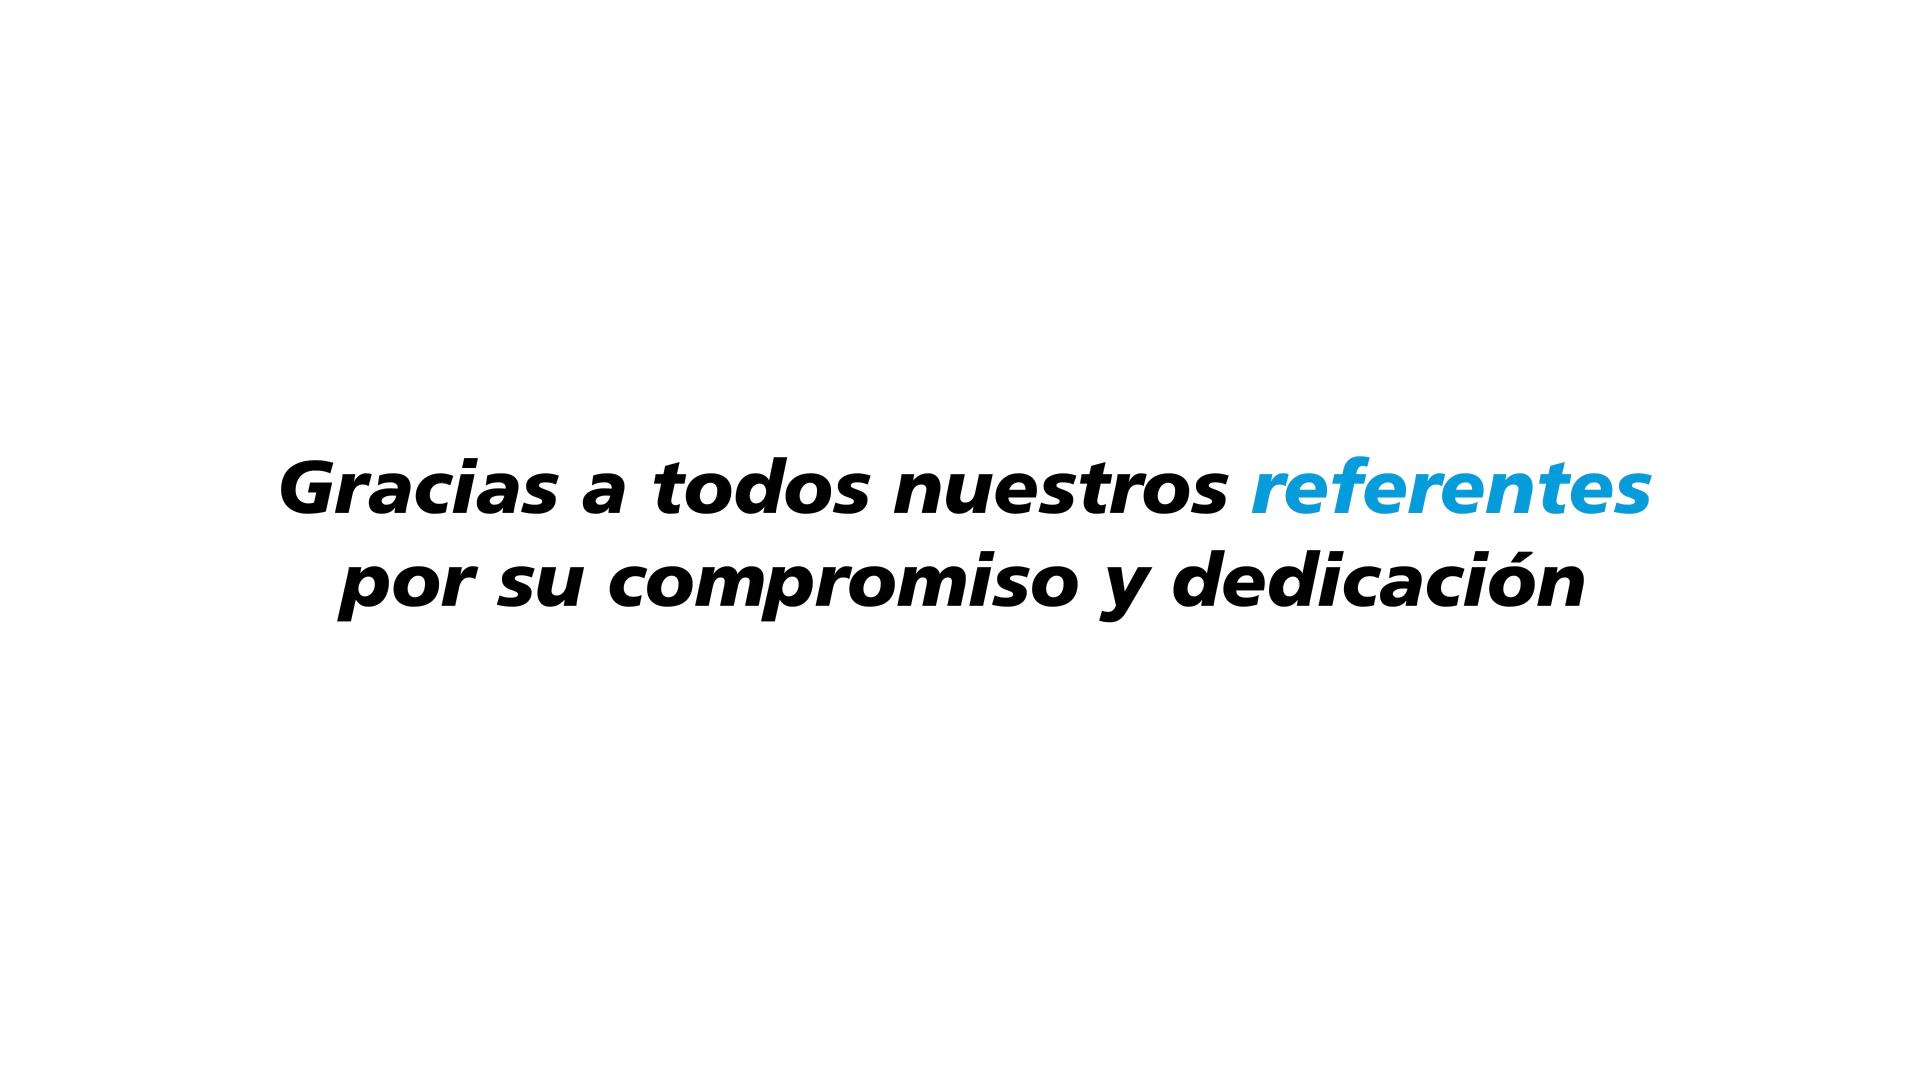 Gracias a todos nuestros referentes
por su compromiso y dedicación